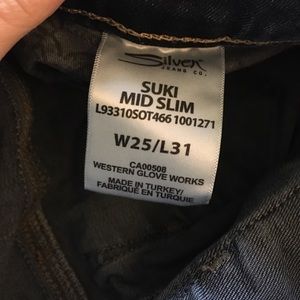 Silver
JEANS CO.
SUKI
MID SLIM
L93310SOT466 1001271
W25/L31
CA00508
WESTERN GLOVE WORKS
MADE IN TURKEY/
FABRIQUÉ EN TURQUIE